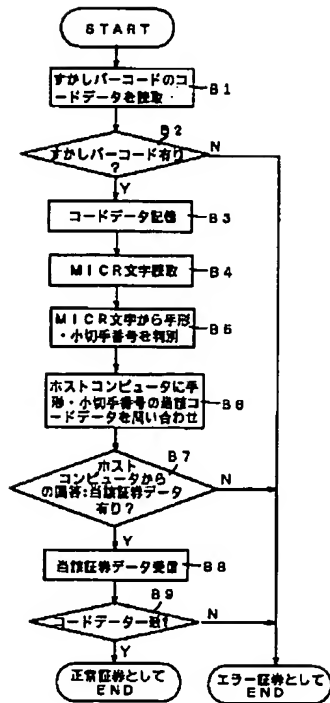 START
すかしバーコードのコ
ードデータを読取
B1
B2
すかしバーコード有り
?
N
Y
コードデータ記憶
B3
MICR文字読取
B4
MICR文字から手形
・小切手番号を判別
B5
ホストコンピュータに手
形・小切手番号の当該コ
ードデータを問い合わせ
B6
B7
ホスト
コンピュータから
の回答:当該証券データ
有り?
N
Y
当該証券データ受信
B8
B9
コードデータ一致?
N
Y
正常証券として
END
エラー証券として
END